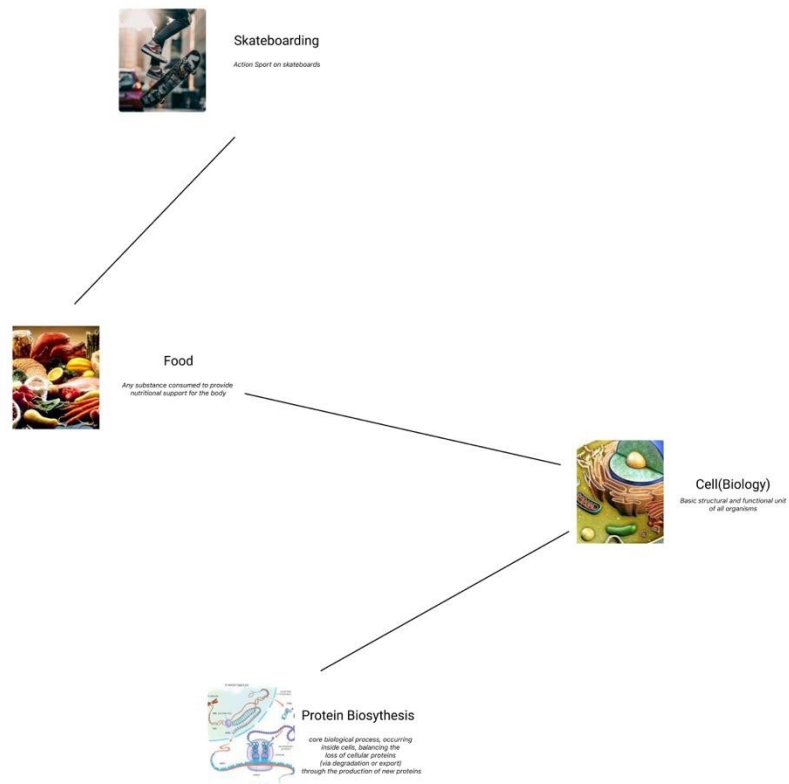 Skateboarding
Action Sport on skateboards
Food
Any substance consumed to provide
nutritional support for the body
Cell(Biology)
Basic structural and functional unit
of all organisms
Protein Biosythesis
core biological process, occurring
inside cells, balancing the
loss of cellular proteins
(via degradation or export)
through the production of new proteins